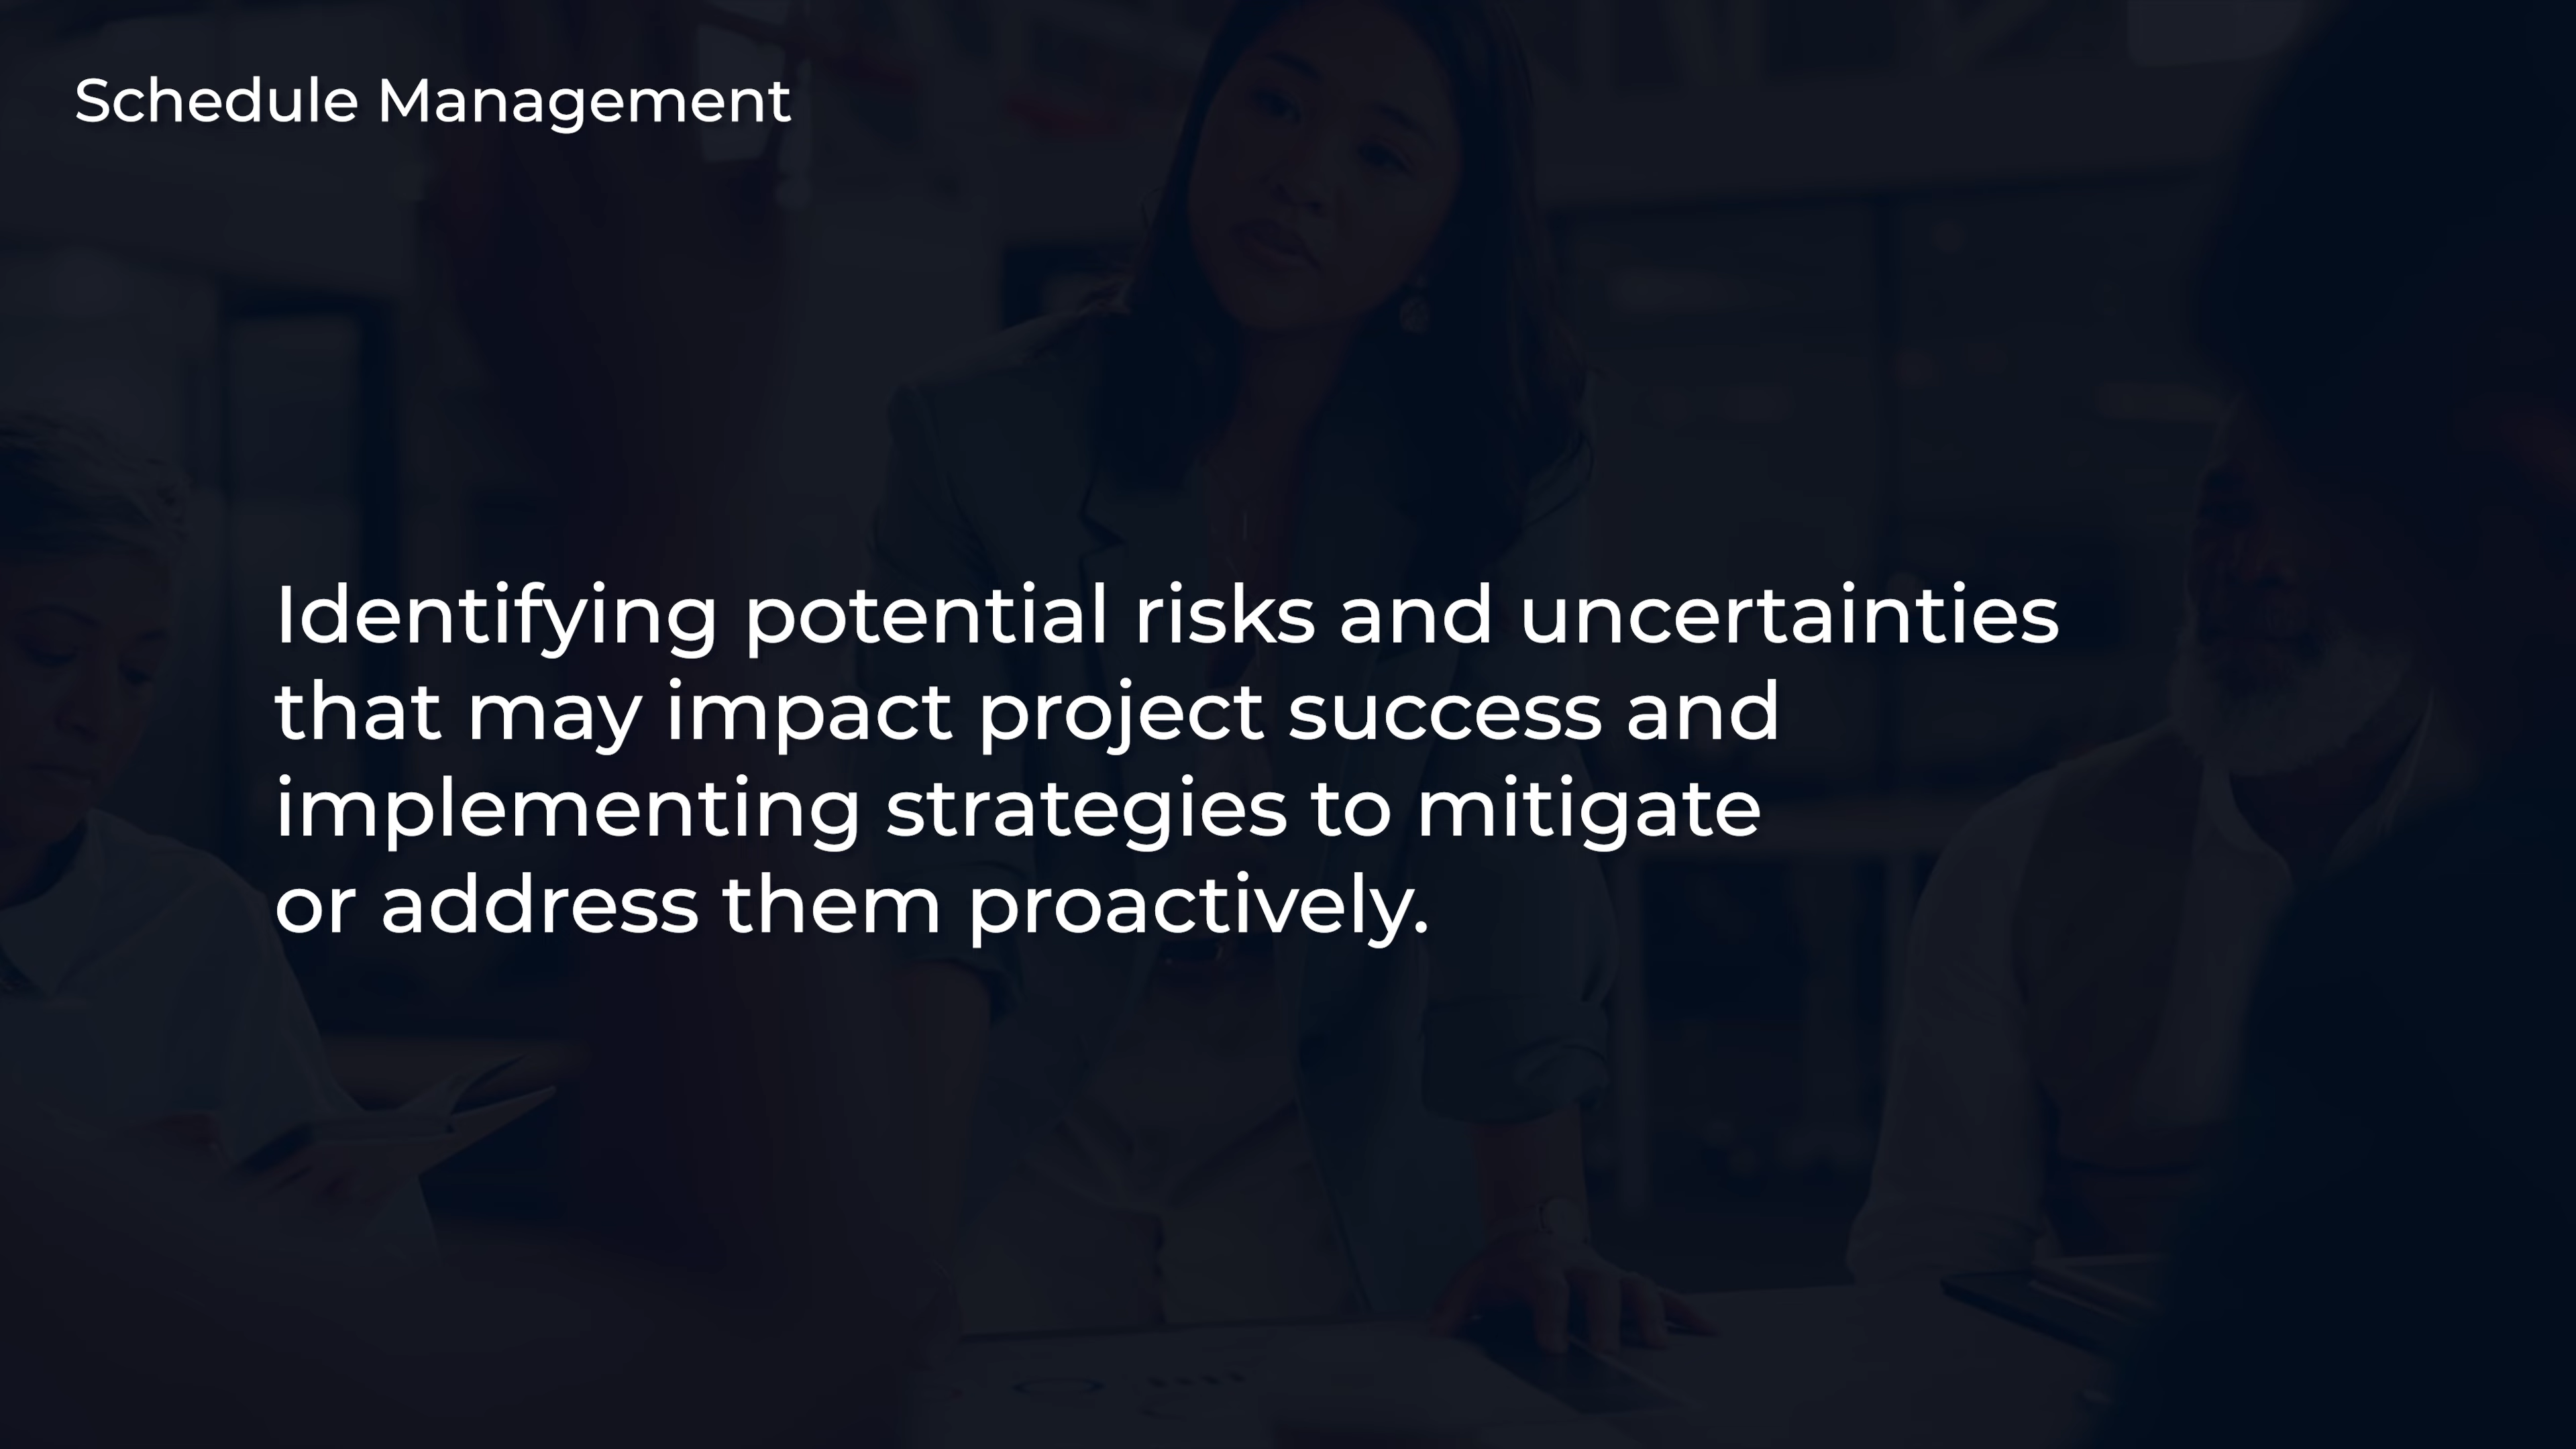 Schedule Management
Identifying potential risks and uncertainties
that may impact project success and
implementing strategies to mitigate
or address them proactively.